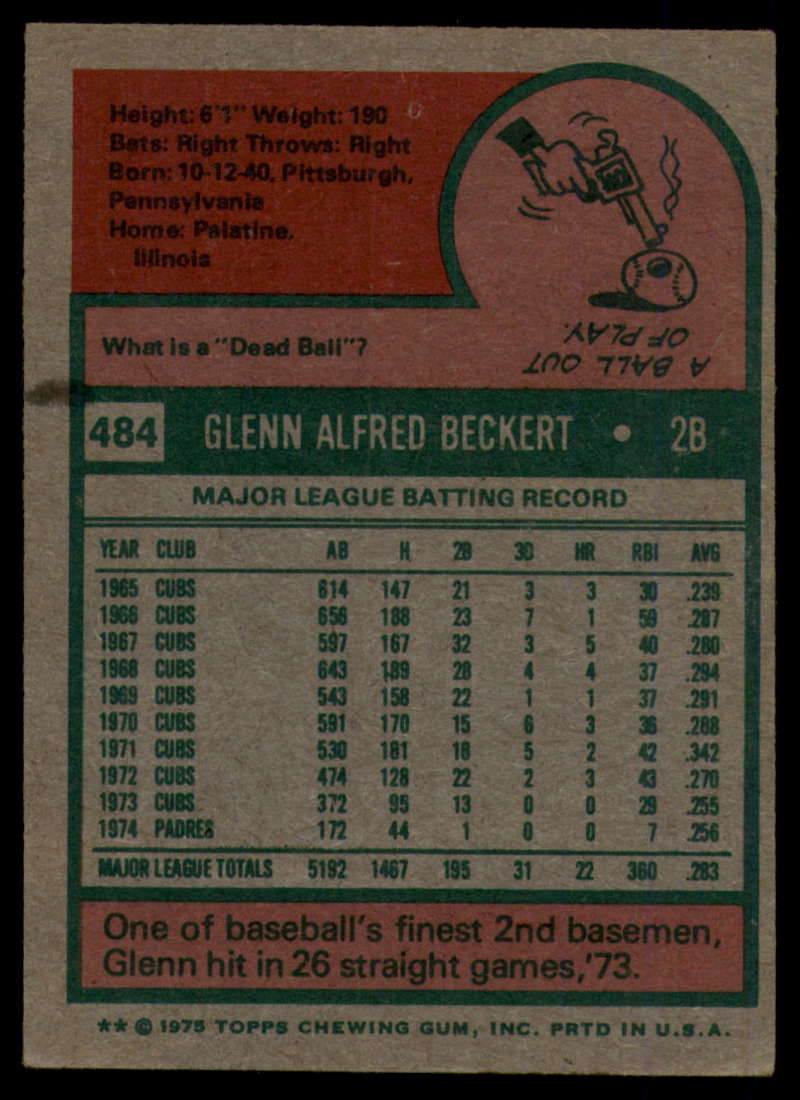 Height: 6'1" Weight: 190
Bats: Right Throws: Right
Born: 10-12-40, Pittsburgh,
Pennsylvania
Home: Palatine,
Illinois
What is a "Dead Ball"?
A BALL OUT
OF PLAY.
484 GLENN ALFRED BECKERT • 2B
MAJOR LEAGUE BATTING RECORD
YEAR CLUB AB H 2B 3B HR RBI AVG
1965 CUBS 614 147 21 3 3 30 .239
1966 CUBS 656 188 23 7 1 59 .287
1967 CUBS 597 167 32 3 5 40 .280
1968 CUBS 643 189 28 4 4 37 .294
1969 CUBS 543 158 22 1 1 37 .291
1970 CUBS 591 170 15 6 3 36 .288
1971 CUBS 530 181 18 5 2 42 .342
1972 CUBS 474 128 22 2 3 43 .270
1973 CUBS 372 95 13 0 0 29 .255
1974 PADRES 172 44 1 0 0 7 .256
MAJOR LEAGUE TOTALS 5192 1467 195 31 22 360 .283
One of baseball's finest 2nd basemen,
Glenn hit in 26 straight games,'73.
** © 1975 TOPPS CHEWING GUM, INC. PRTD IN U.S.A.